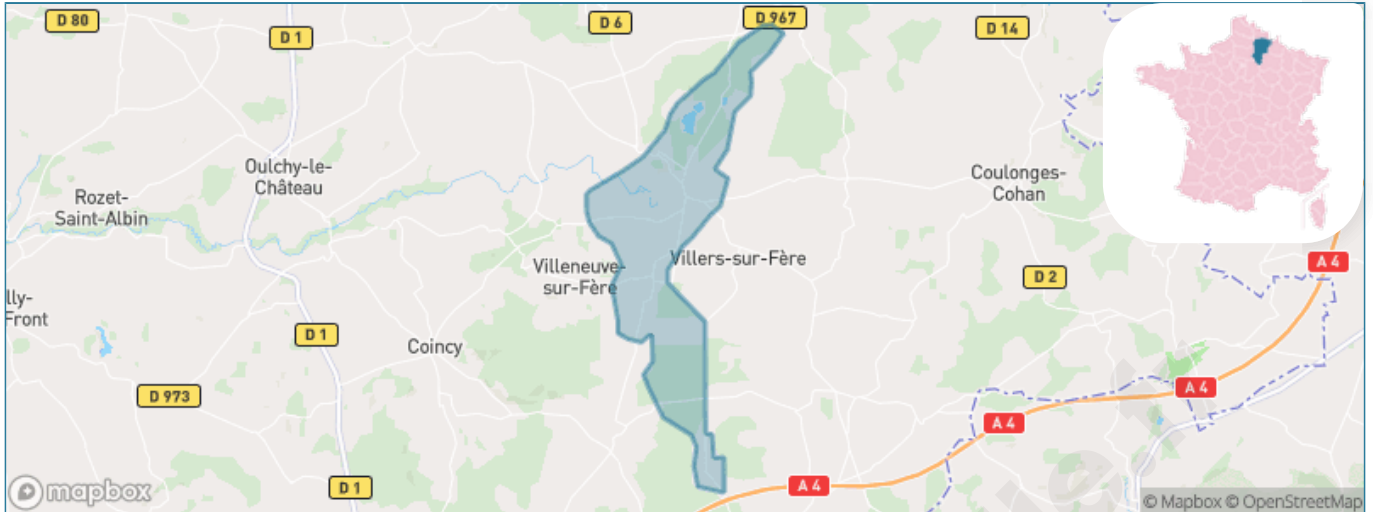 D 80
D 1
D 6
D 967
D 14
Oulchy-le-
Château
Rozet-
Saint-Albin
Coulonges-
Cohan
Villeneuve-
sur-Fère
Villers-sur-Fère
A 4
D 2
lly-
Front
D 1
Coincy
D 973
A 4
A 4
D 1
A 4
mapbox
© Mapbox © OpenStreetMap